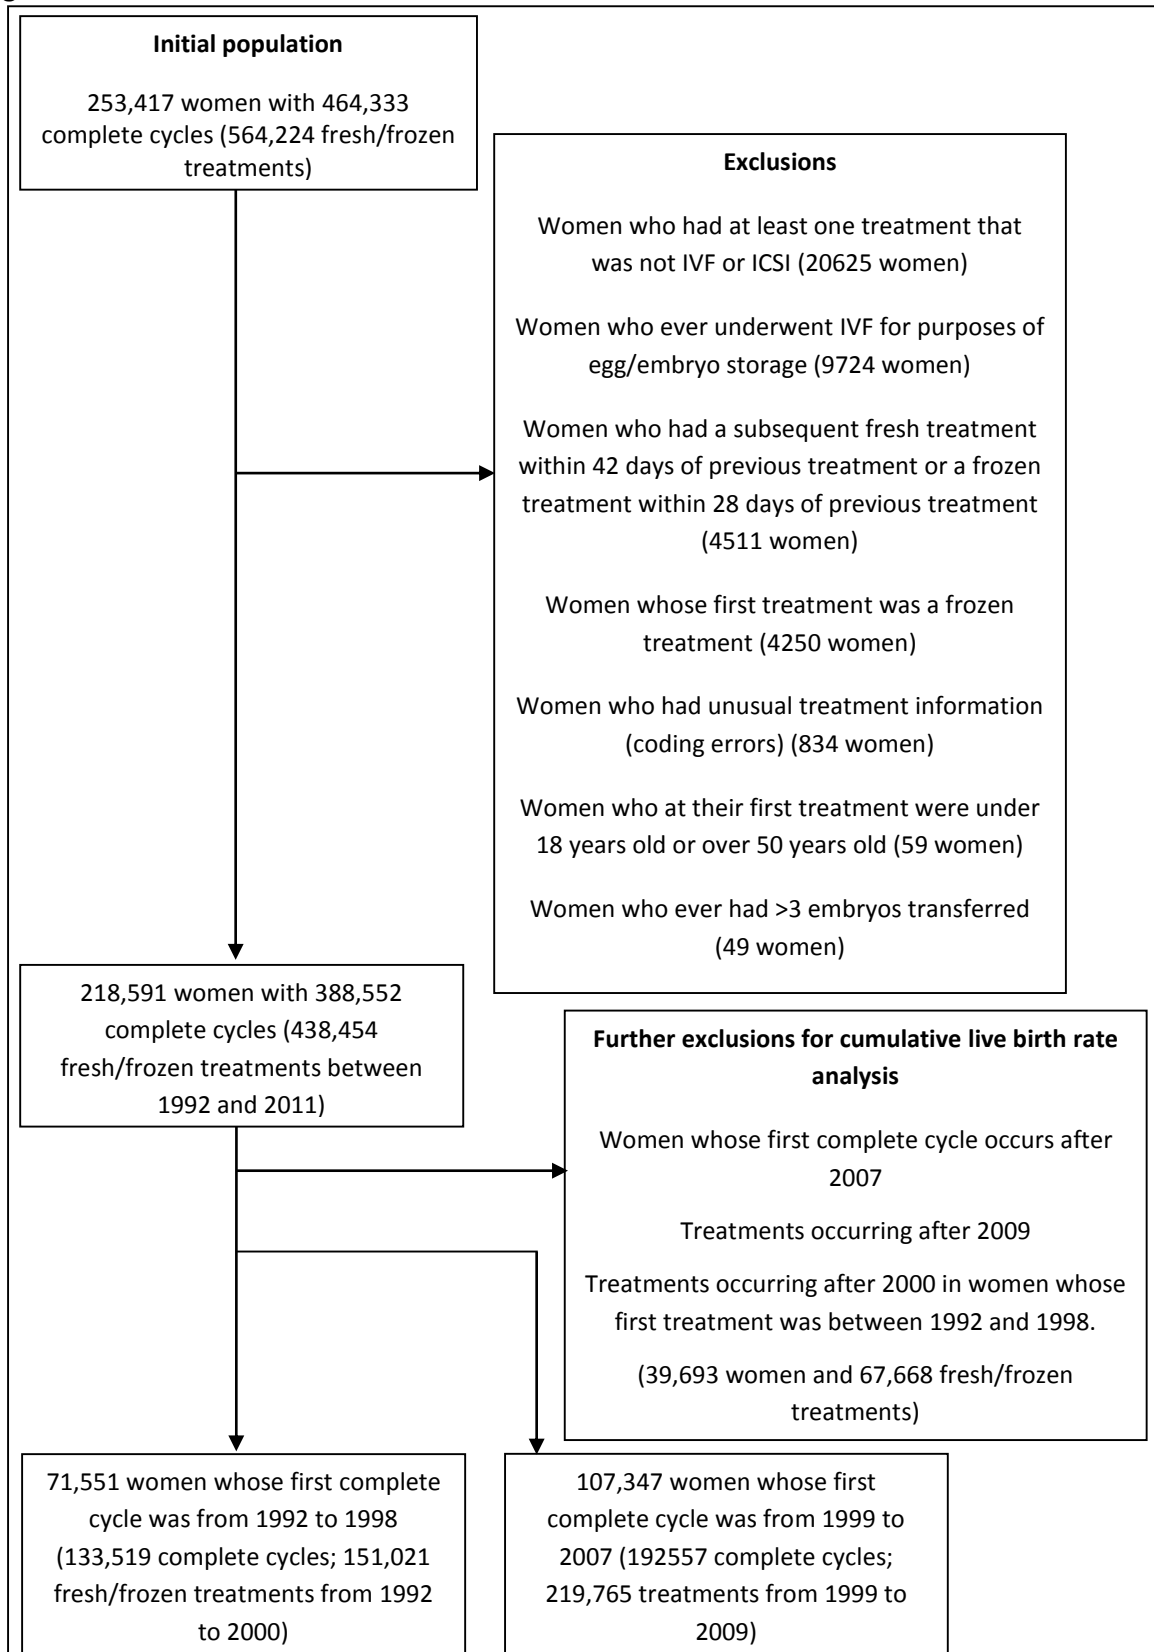 Initial population
253,417 women with 464,333
complete cycles (564,224 fresh/frozen
treatments)
Exclusions
Women who had at least one treatment that
was not IVF or ICSI (20625 women)
Women who ever underwent IVF for purposes of
egg/embryo storage (9724 women)
Women who had a subsequent fresh treatment
within 42 days of previous treatment or a frozen
treatment within 28 days of previous treatment
(4511 women)
Women whose first treatment was a frozen
treatment (4250 women)
Women who had unusual treatment information
(coding errors) (834 women)
Women who at their first treatment were under
18 years old or over 50 years old (59 women)
Women who ever had >3 embryos transferred
(49 women)
218,591 women with 388,552
complete cycles (438,454
fresh/frozen treatments between
1992 and 2011)
Further exclusions for cumulative live birth rate
analysis
Women whose first complete cycle occurs after
2007
Treatments occurring after 2009
Treatments occurring after 2000 in women whose
first treatment was between 1992 and 1998.
(39,693 women and 67,668 fresh/frozen
treatments)
71,551 women whose first complete
cycle was from 1992 to 1998
(133,519 complete cycles; 151,021
fresh/frozen treatments from 1992
to 2000)
107,347 women whose first
complete cycle was from 1999 to
2007 (192557 complete cycles;
219,765 treatments from 1999 to
2009)